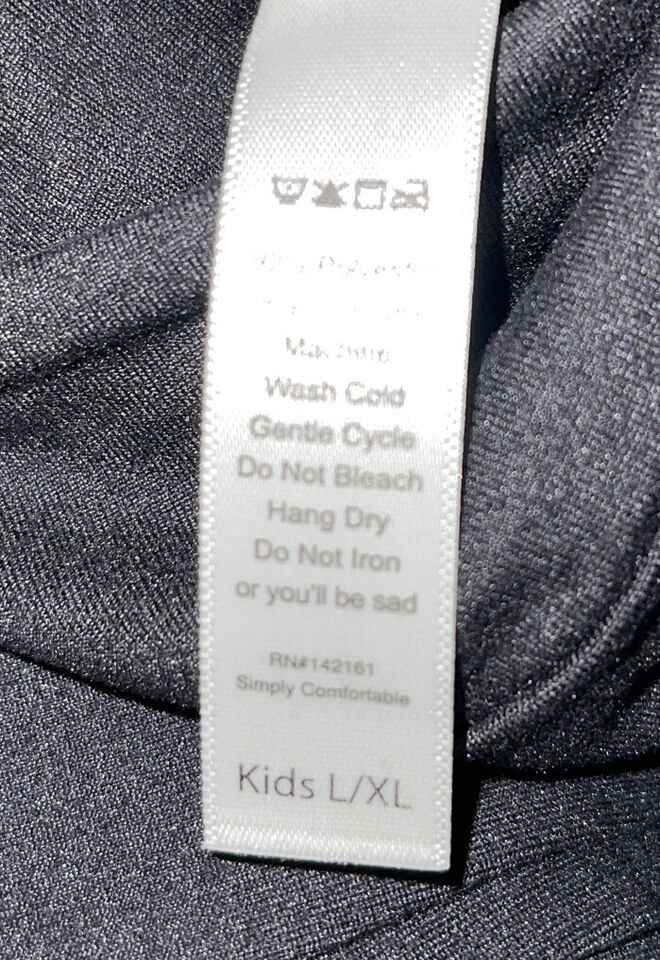 Machine
Wash Cold
Gentle Cycle
Do Not Bleach
Hang Dry
Do Not Iron
or you'll be sad
RN#142161
Simply Comfortable
Kids L/XL